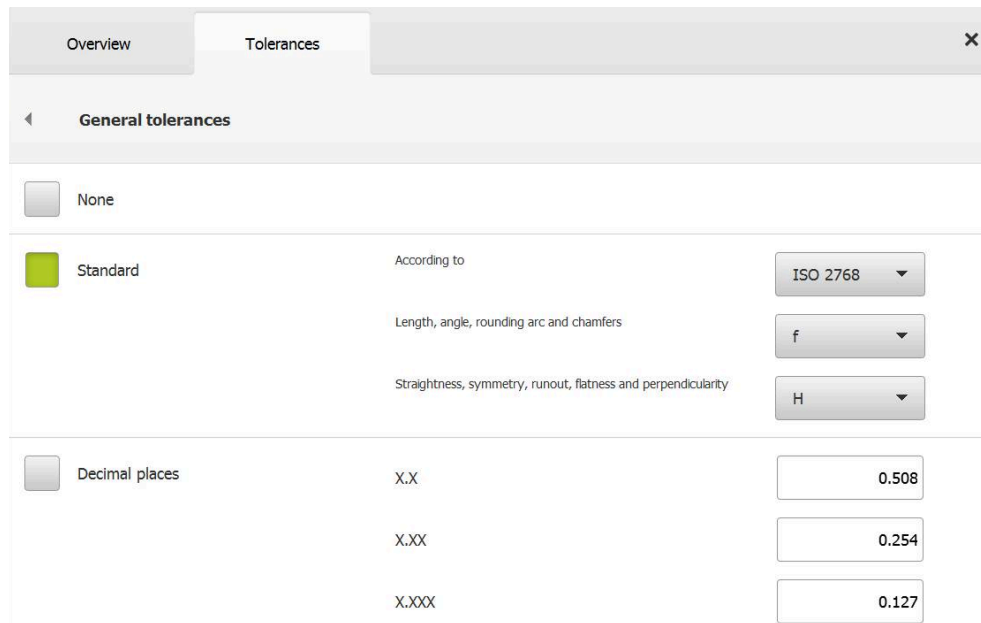 Overview Tolerances ×
General tolerances
None
Standard According to ISO 2768
Length, angle, rounding arc and chamfers f
Straightness, symmetry, runout, flatness and perpendicularity H
Decimal places X.X 0.508
X.XX 0.254
X.XXX 0.127